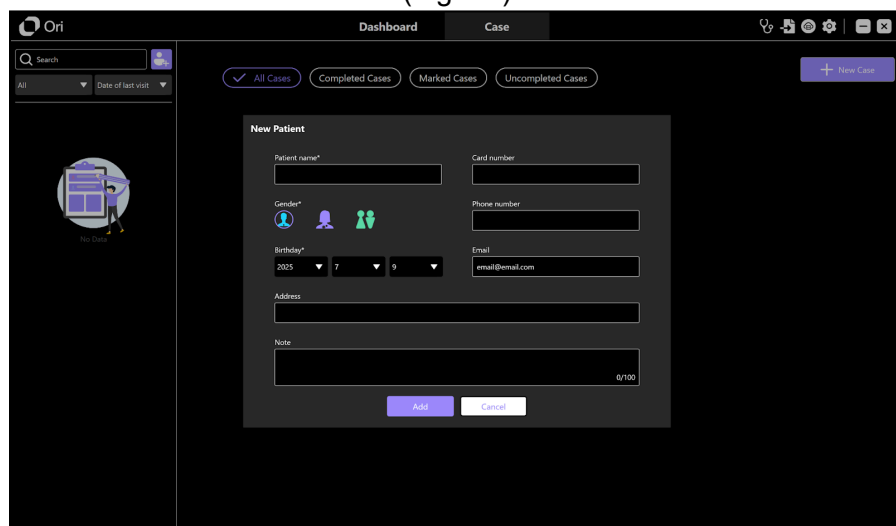 Ori
Dashboard
Case
Search
All
Date of last visit
All Cases
Completed Cases
Marked Cases
Uncompleted Cases
New Case
No Data
New Patient
Patient name*
Card number
Gender*
Phone number
Birthday*
Email
2025 7 9
email@email.com
Address
Note
0/100
Add
Cancel